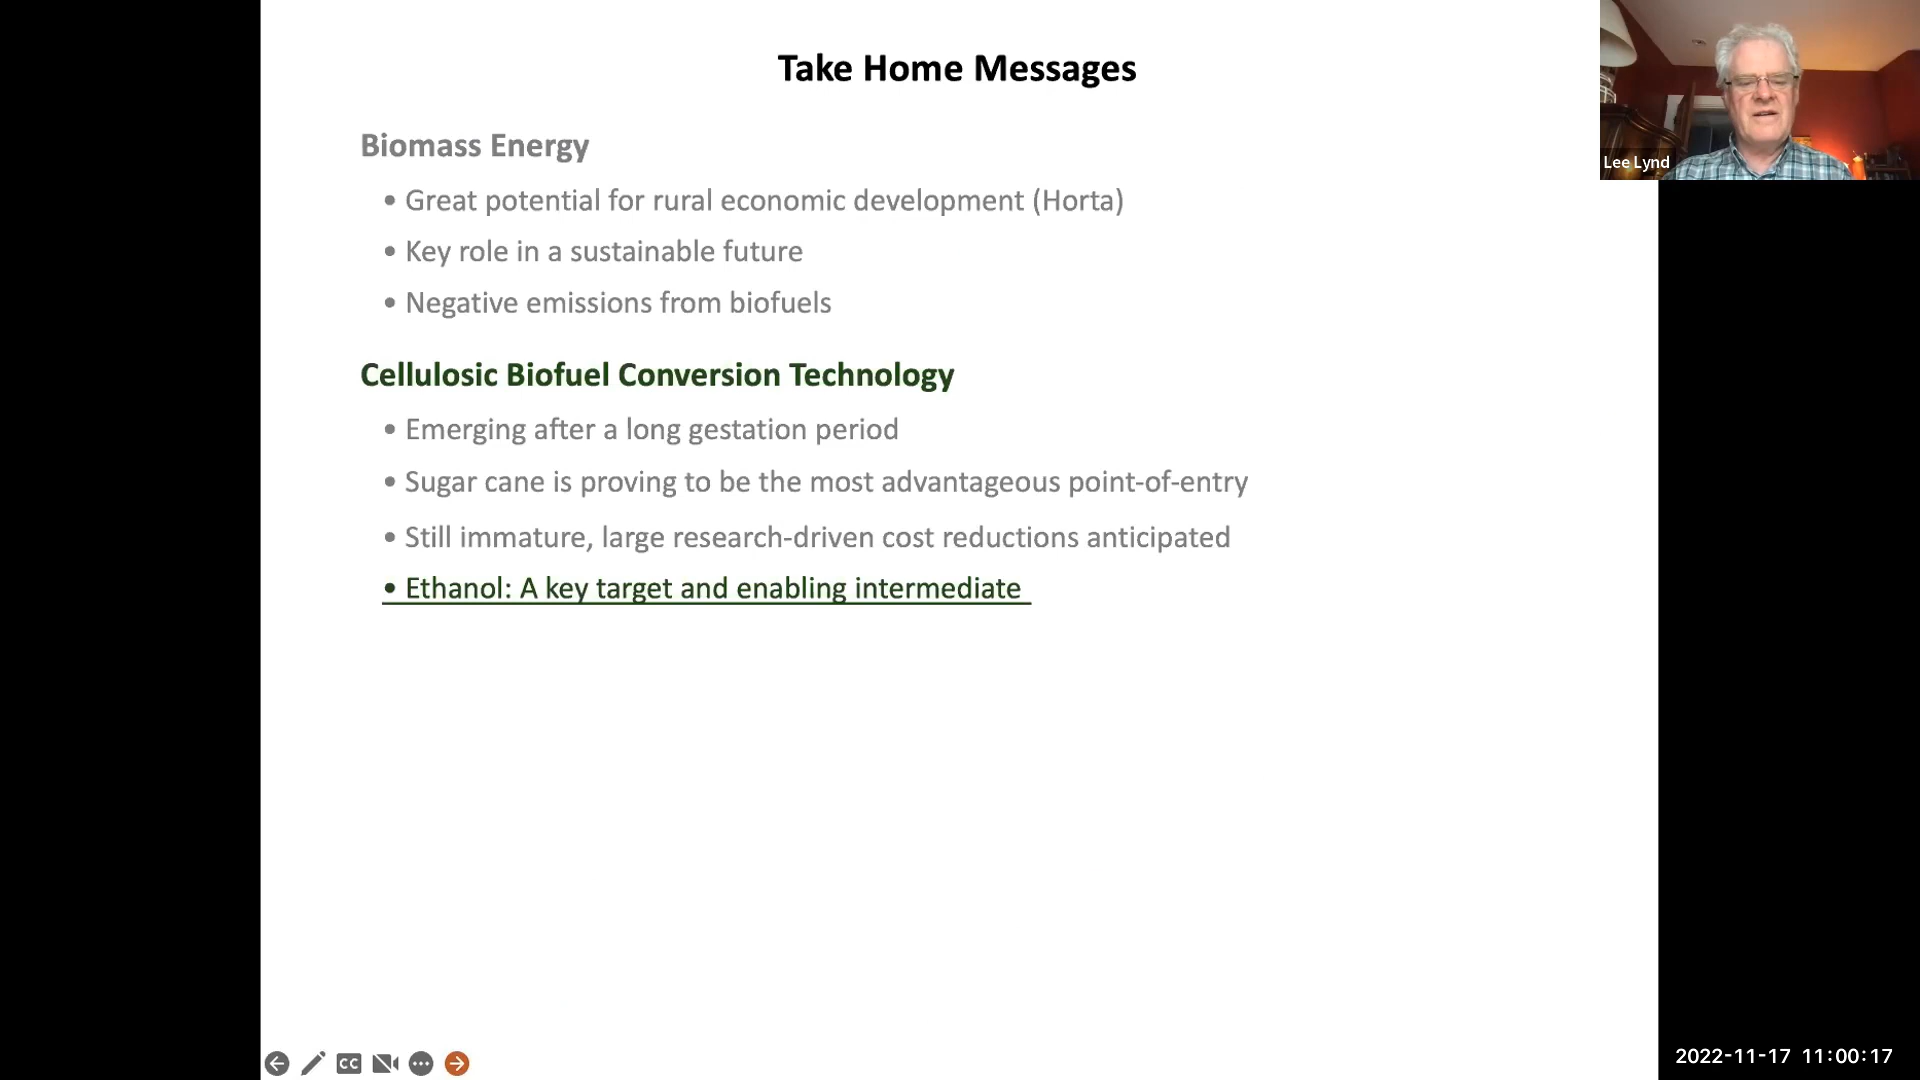 Take Home Messages
Biomass Energy
• Great potential for rural economic development (Horta)
• Key role in a sustainable future
• Negative emissions from biofuels
Cellulosic Biofuel Conversion Technology
• Emerging after a long gestation period
• Sugar cane is proving to be the most advantageous point-of-entry
• Still immature, large research-driven cost reductions anticipated
• Ethanol: A key target and enabling intermediate
Lee Lynd
CC
2022-11-17 11:00:17